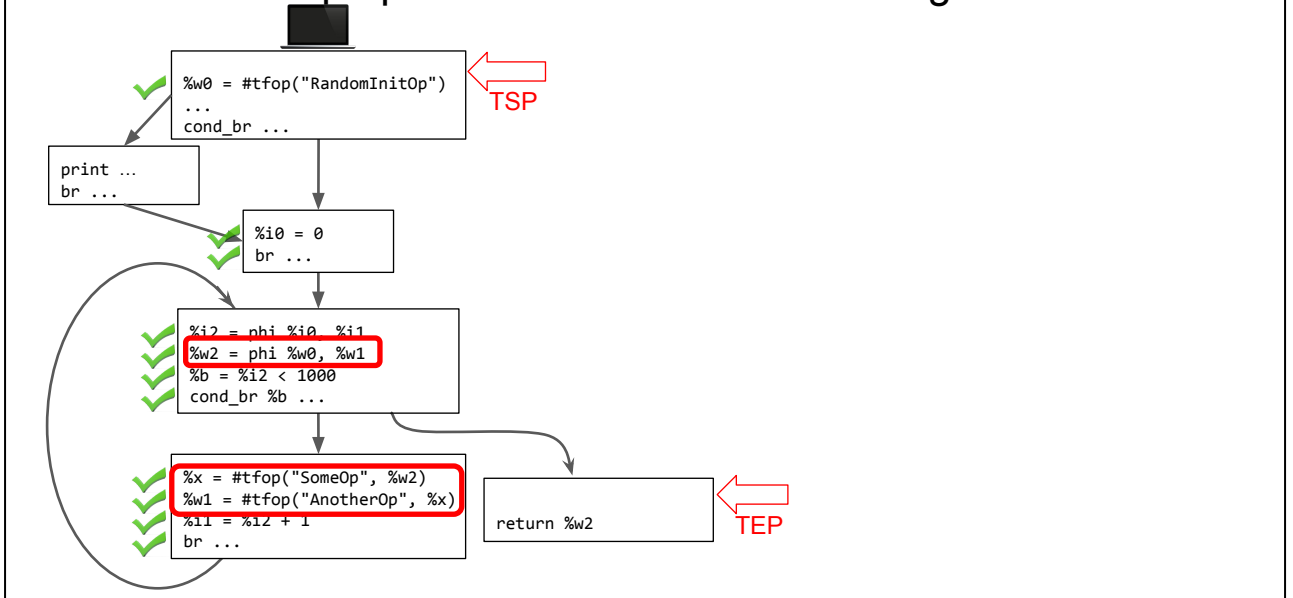 %w0 = #tfop("RandomInitOp")
...
cond_br ...
TSP
print ...
br ...
%i0 = 0
br ...
%i2 = phi %i0, %i1
%w2 = phi %w0, %w1
%b = %i2 < 1000
cond_br %b ...
%x = #tfop("SomeOp", %w2)
%w1 = #tfop("AnotherOp", %x)
%i1 = %i2 + 1
br ...
return %w2
TEP